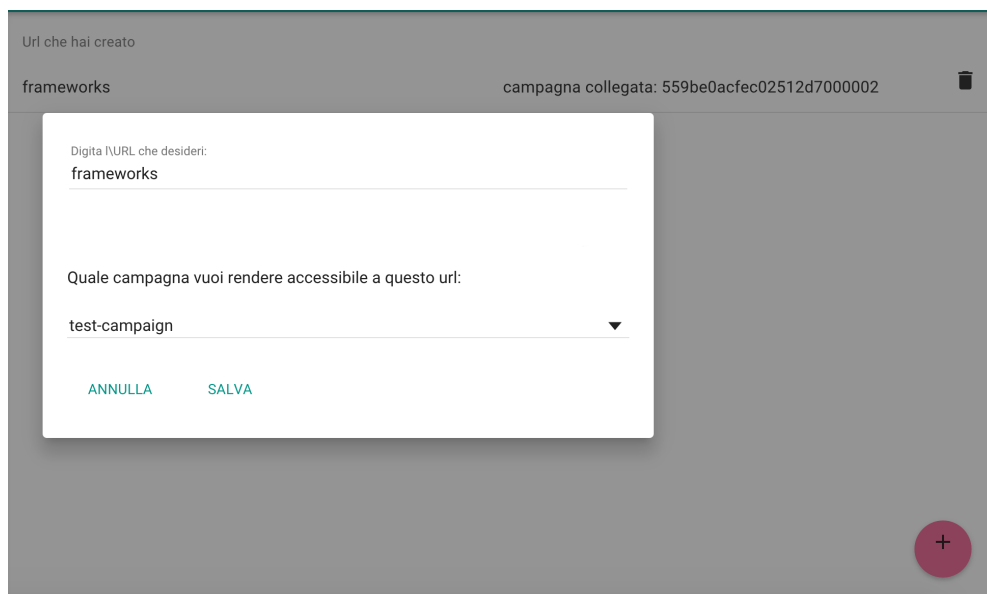 Url che hai creato
frameworks campagna collegata: 559be0acfec02512d7000002
Digita l\URL che desideri:
frameworks
Quale campagna vuoi rendere accessibile a questo url:
test-campaign
ANNULLA SALVA
+